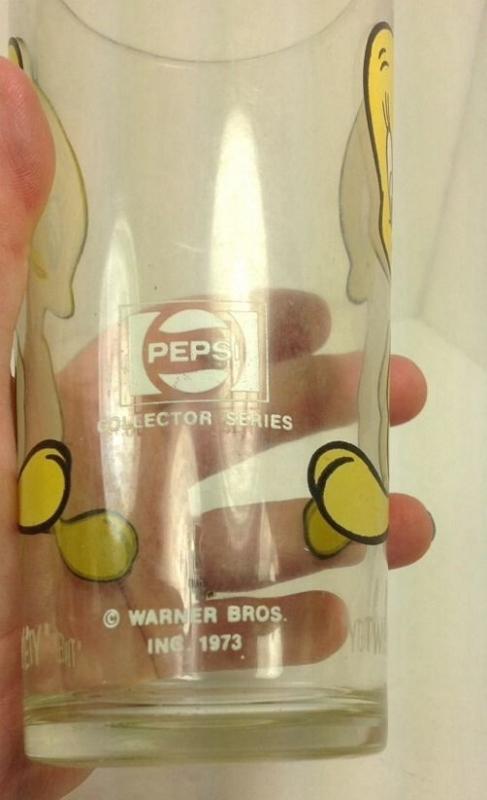 PEPSI
COLLECTOR SERIES
© WARNER BROS.
INC. 1973